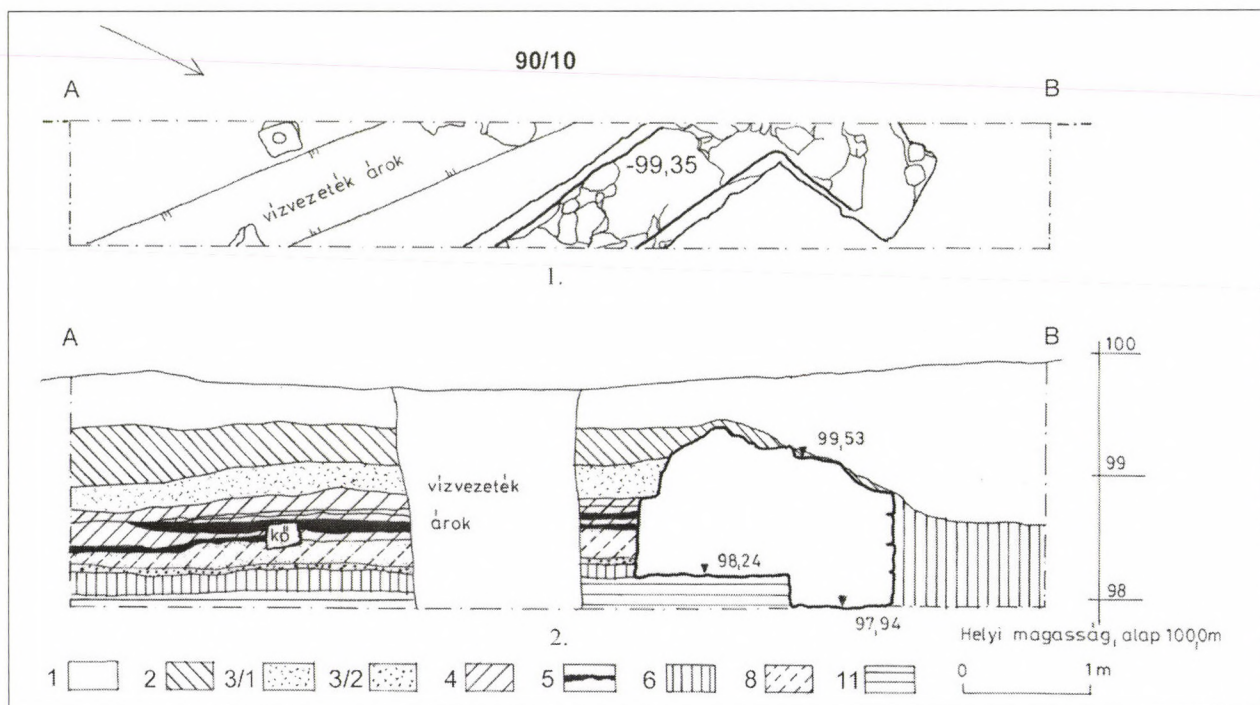 90/10
A B
vízvezeték árok
-99,35
1.
A B
100
99,53
99
vízvezeték
árok
kő
98,24
98
97,94
2.
Helyi magasság, alap 100,0m
1 2 3/1 3/2 4 5 6 8 11
0 1m